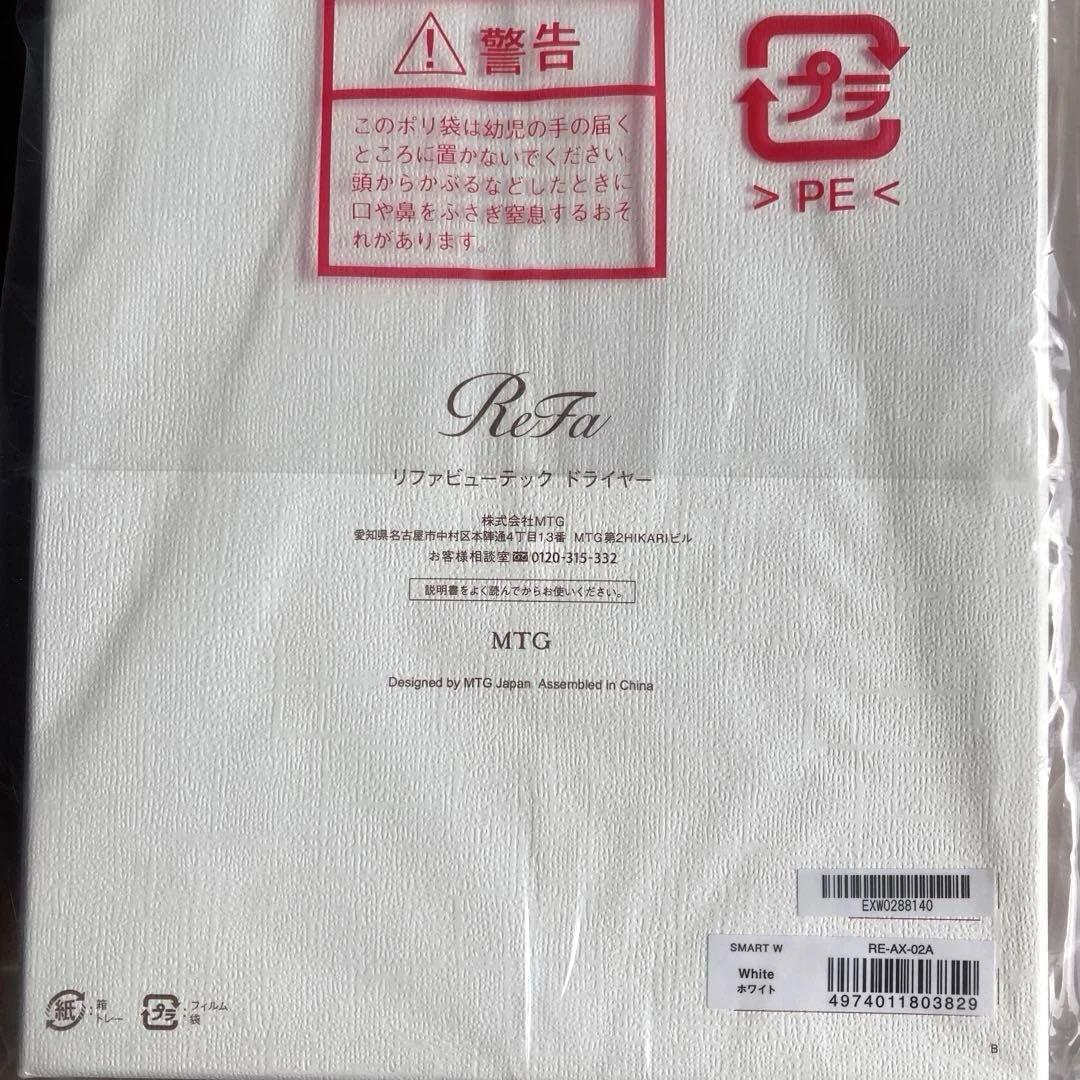 警告
このポリ袋は幼児の手の届く
ところに置かないでください。
頭からかぶるなどしたときに
口や鼻をふさぎ窒息するおそ
れがあります。
プラ
> PE <
ReFa
リファビューテック ドライヤー
株式会社MTG
愛知県名古屋市中村区本陣通4丁目13番 MTG第2HIKARIビル
お客様相談室 0120-315-332
説明書をよく読んでからお使いください。
MTG
Designed by MTG Japan Assembled in China
EXW0288140
SMART W RE-AX-02A
White
ホワイト
4974011803829
紙 : 箱
トレー
プラ : フィルム
袋
B